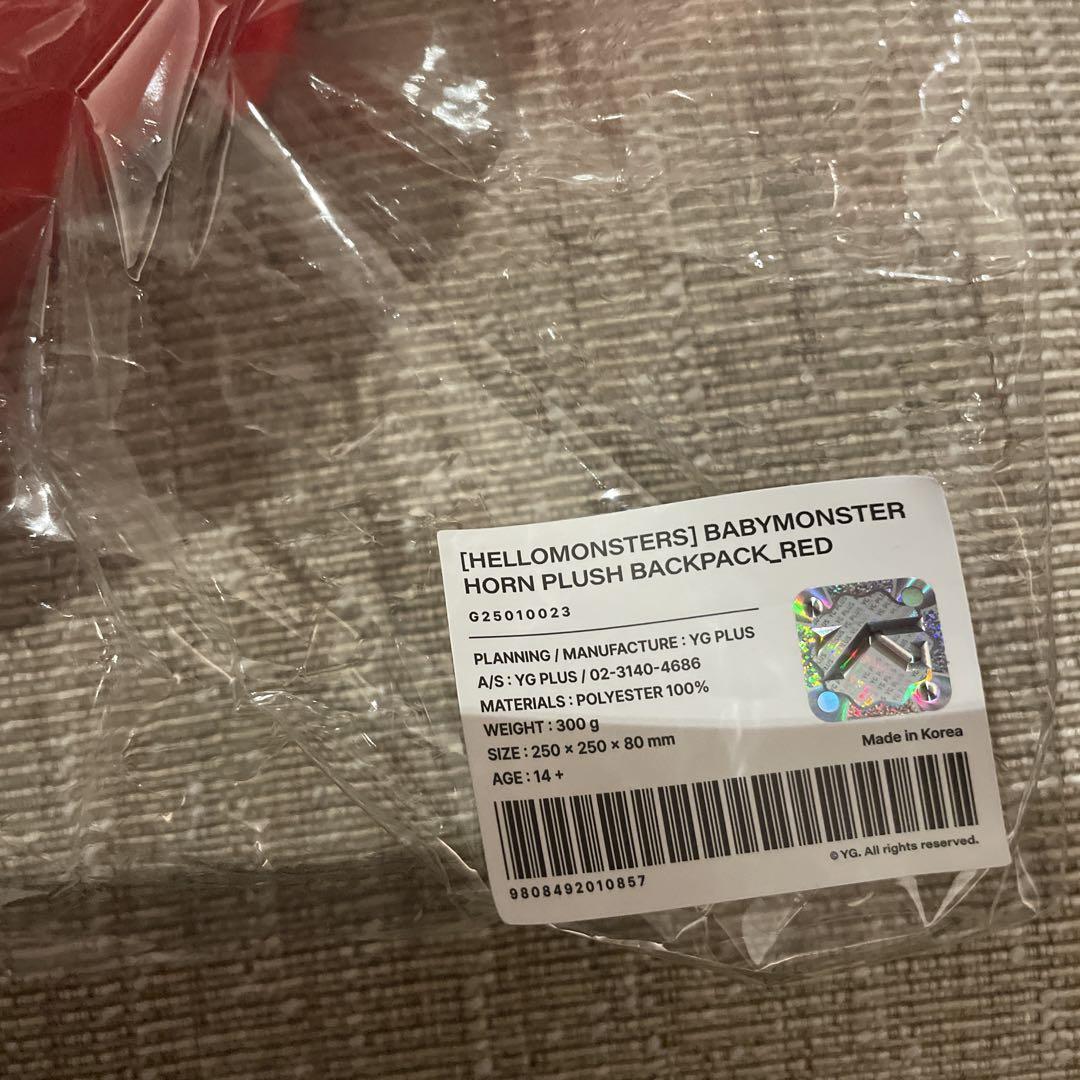 [HELLOMONSTERS] BABYMONSTER
HORN PLUSH BACKPACK_RED
G25010023
PLANNING / MANUFACTURE : YG PLUS
A/S : YG PLUS / 02-3140-4686
MATERIALS : POLYESTER 100%
WEIGHT : 300 g
SIZE : 250 × 250 × 80 mm
AGE : 14 +
Made in Korea
© YG. All rights reserved.
9808492010857